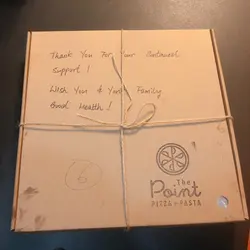 Thank You For Your Continued
Support !
Wish You & Your Family
Good Health !
The
Point
PIZZA + PASTA